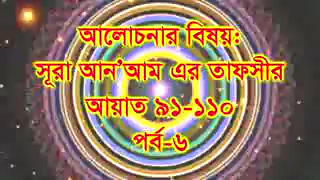 আলোচনার বিষয়:
সূরা আন’আম এর তাফসীর
আয়াত ৯১-১১০
পর্ব-৬